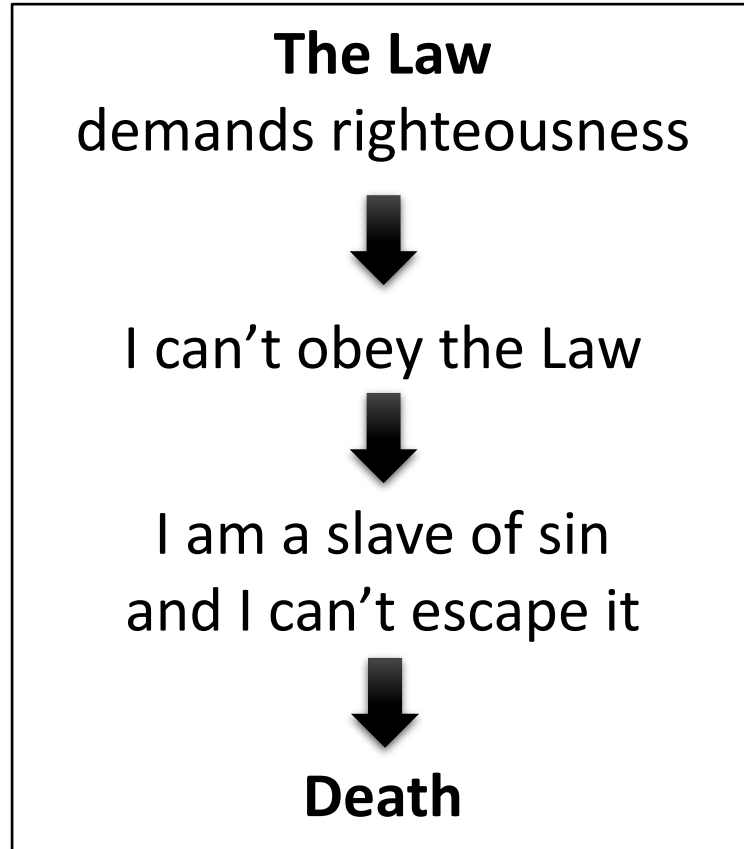 The Law
demands righteousness
I can’t obey the Law
I am a slave of sin
and I can’t escape it
Death